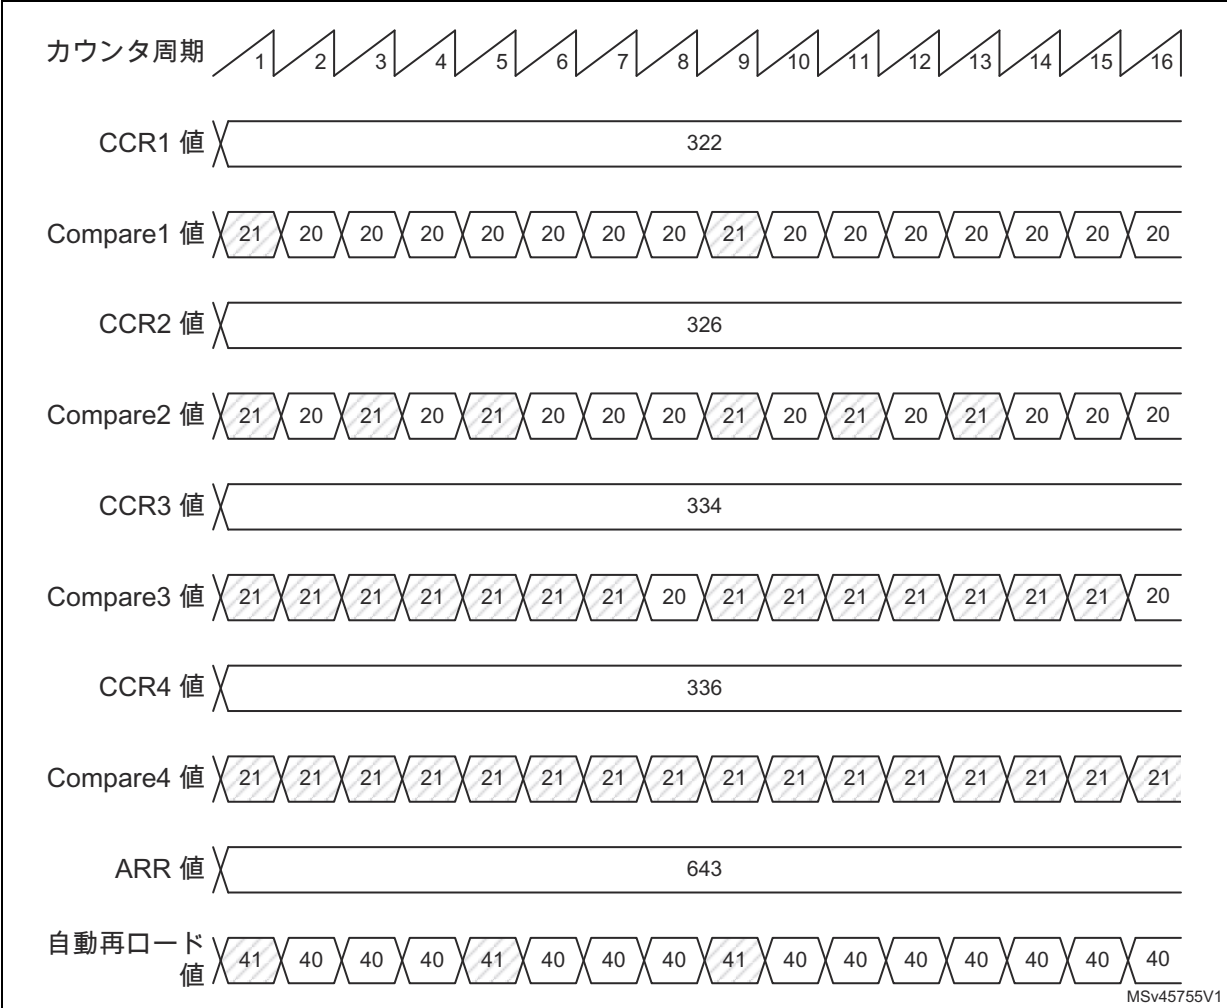 カウンタ周期 1 2 3 4 5 6 7 8 9 10 11 12 13 14 15 16
CCR1 値 322
Compare1 値 21 20 20 20 20 20 20 20 21 20 20 20 20 20 20 20
CCR2 値 326
Compare2 値 21 20 21 20 21 20 20 20 21 20 21 20 21 20 20 20
CCR3 値 334
Compare3 値 21 21 21 21 21 21 21 20 21 21 21 21 21 21 21 20
CCR4 値 336
Compare4 値 21 21 21 21 21 21 21 21 21 21 21 21 21 21 21 21
ARR 値 643
自動再ロード
値 41 40 40 40 41 40 40 40 41 40 40 40 40 40 40 40
MSv45755V1